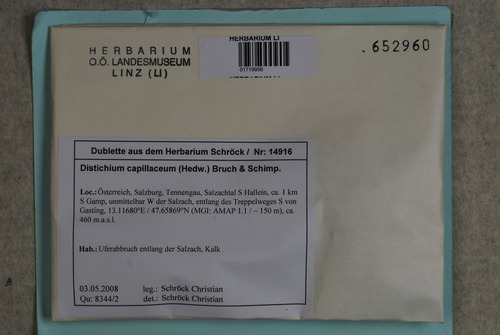 HERBARIUM
O.Ö. LANDESMUSEUM
LINZ (LI)
HERBARIUM LI
01719956
HERBARIUM LI
.652960
Dublette aus dem Herbarium Schröck / Nr: 14916
Distichium capillaceum (Hedw.) Bruch & Schimp.
Loc.:Österreich, Salzburg, Tennengau, Salzachtal S Hallein, ca. 1 km
S Gamp, unmittelbar W der Salzach, entlang des Treppelweges S von
Gasting, 13.11680°E / 47.65869°N (MGI: AMAP 1.1 / ~ 150 m), ca.
460 m.a.s.l.
Hab.:Uferabbruch entlang der Salzach, Kalk
03.05.2008 leg.: Schröck Christian
Qu: 8344/2 det.: Schröck Christian